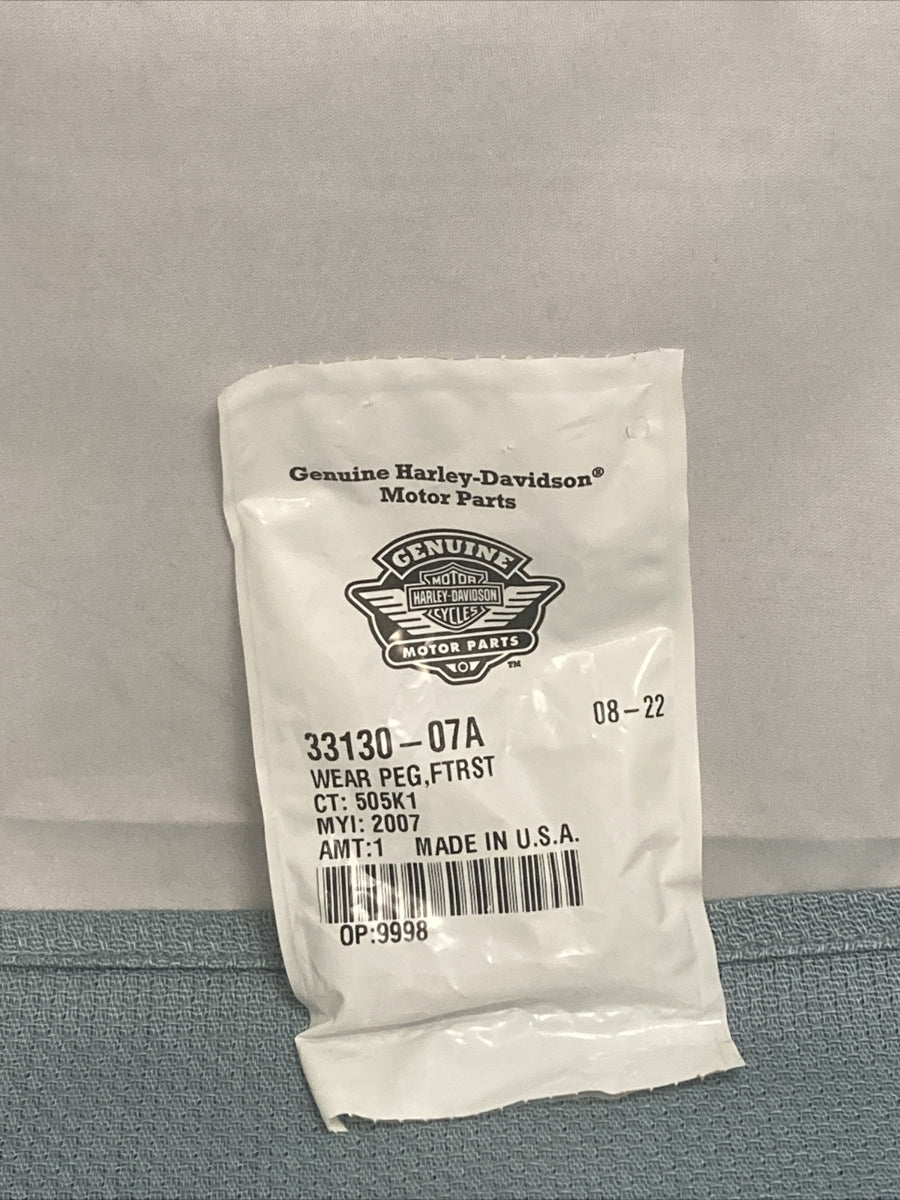 Genuine Harley-Davidson®
Motor Parts
GENUINE
MOTOR
HARLEY-DAVIDSON
CYCLES
MOTOR PARTS
™
08-22
33130-07A
WEAR PEG,FTRST
CT: 505K1
MYI: 2007
AMT:1 MADE IN U.S.A.
OP:9998